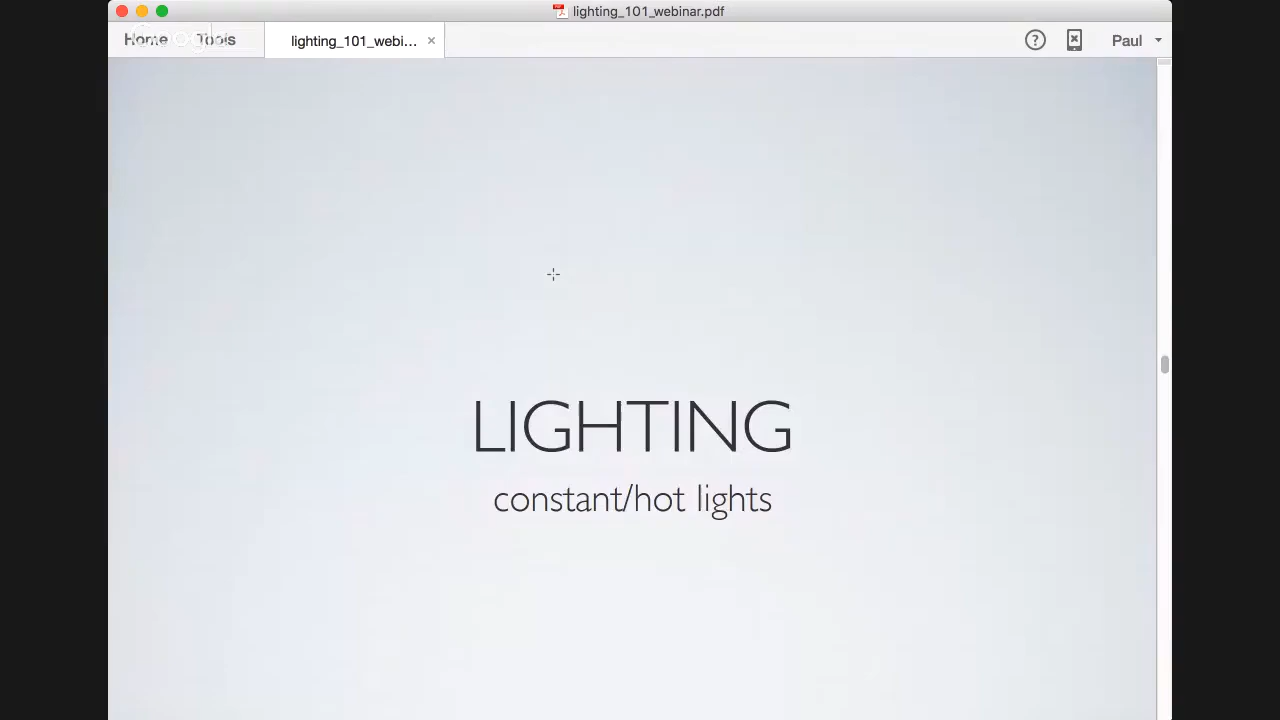 lighting_101_webinar.pdf
Home Tools lighting_101_webi... × ? Paul
LIGHTING
constant/hot lights